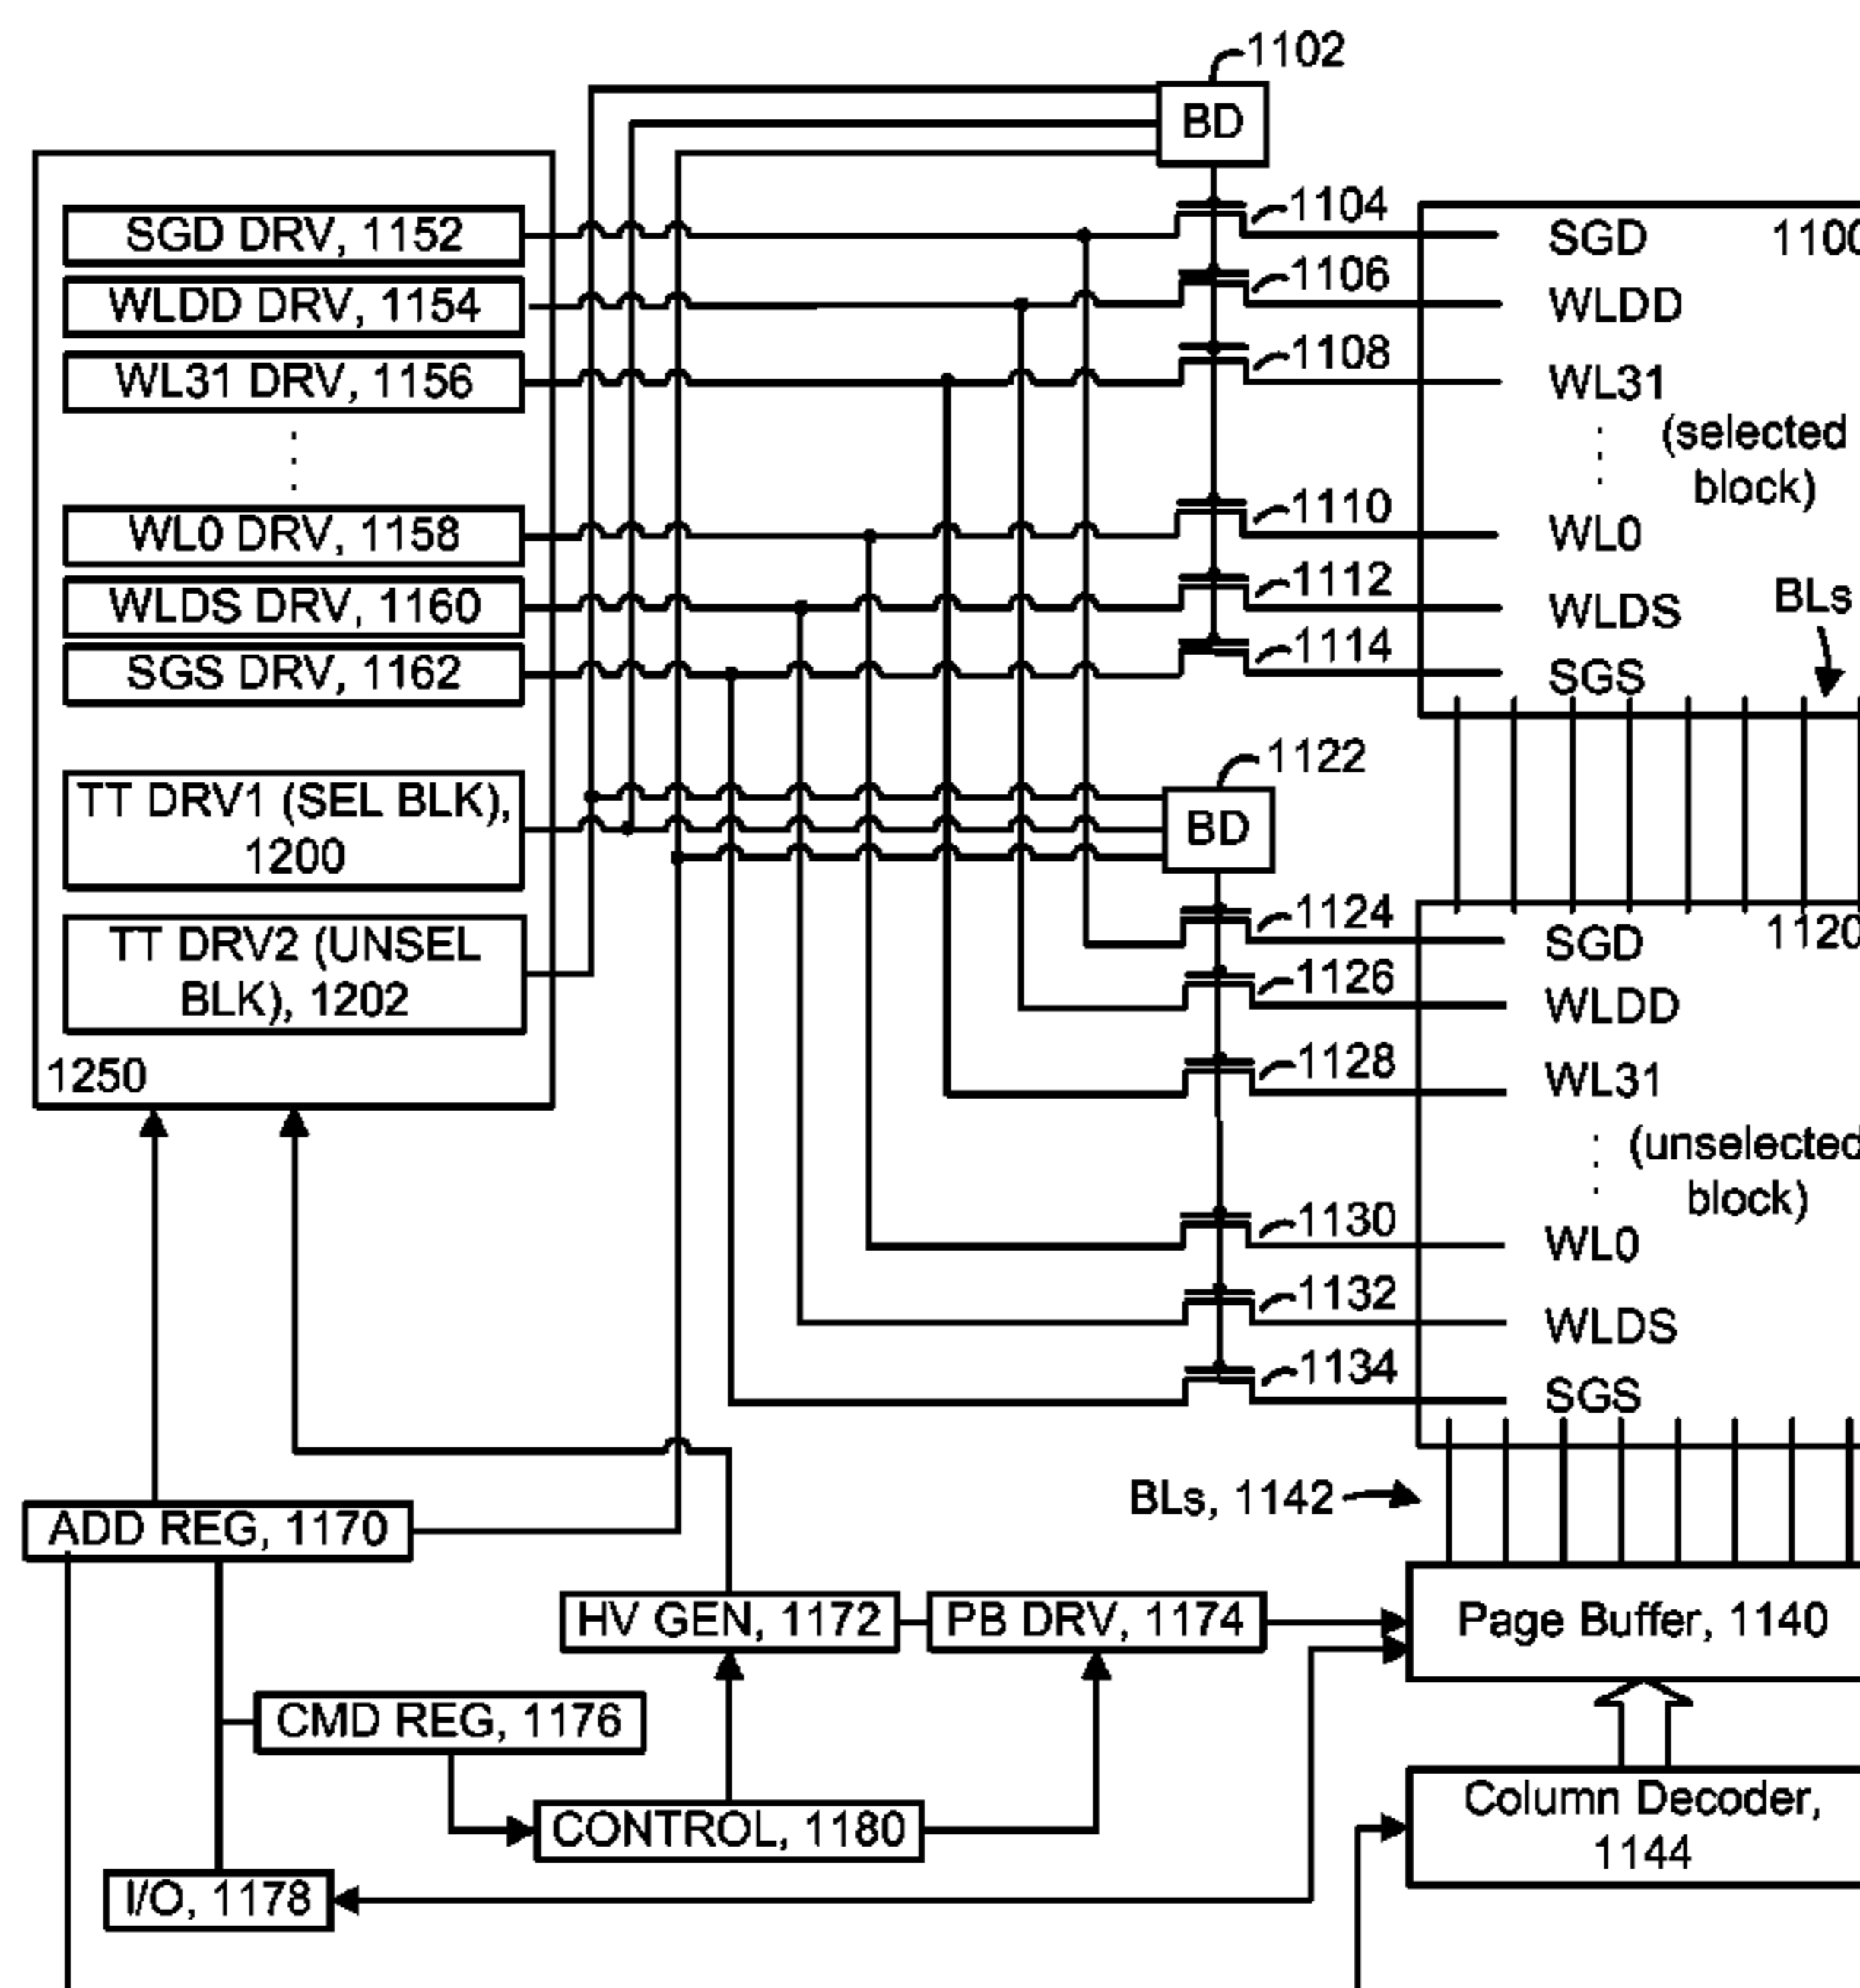 1102
BD
SGD DRV, 1152
1104
SGD
1100
WLDD DRV, 1154
1106
WLDD
WL31 DRV, 1156
1108
WL31
(selected
block)
WL0 DRV, 1158
1110
WL0
WLDS DRV, 1160
1112
WLDS
BLs
SGS DRV, 1162
1114
SGS
TT DRV1 (SEL BLK),
1200
1122
BD
TT DRV2 (UNSEL
BLK), 1202
1124
SGD
1120
1126
WLDD
1250
1128
WL31
(unselected
block)
1130
WL0
1132
WLDS
1134
SGS
BLs, 1142
ADD REG, 1170
HV GEN, 1172
PB DRV, 1174
Page Buffer, 1140
CMD REG, 1176
CONTROL, 1180
Column Decoder,
1144
I/O, 1178